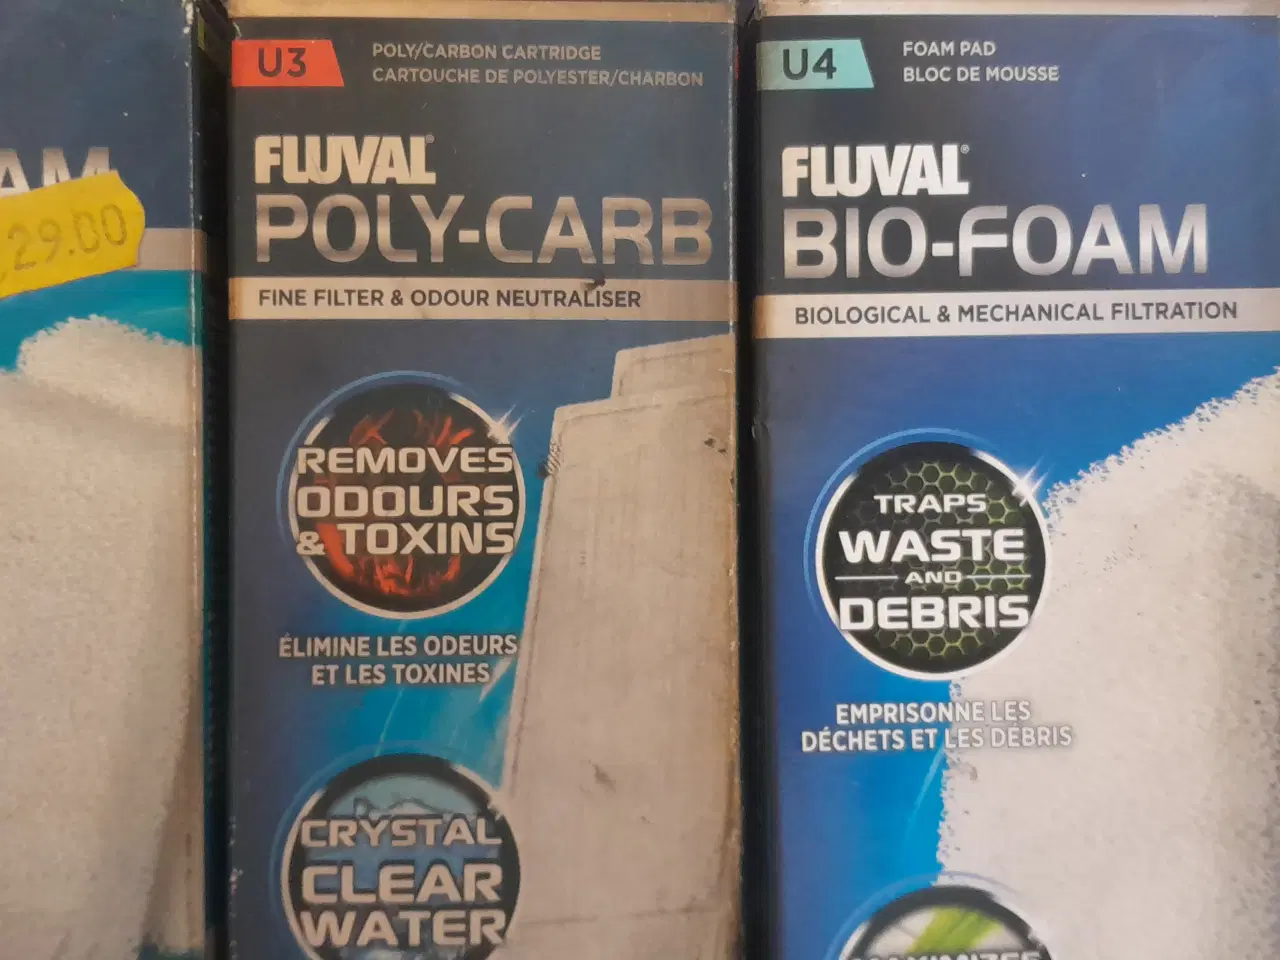 AM
29.00
U3
POLY/CARBON CARTRIDGE
CARTOUCHE DE POLYESTER/CHARBON
FLUVAL®
POLY-CARB
FINE FILTER & ODOUR NEUTRALISER
REMOVES
ODOURS
& TOXINS
ÉLIMINE LES ODEURS
ET LES TOXINES
CRYSTAL
CLEAR
WATER
U4
FOAM PAD
BLOC DE MOUSSE
FLUVAL®
BIO-FOAM
BIOLOGICAL & MECHANICAL FILTRATION
TRAPS
WASTE
AND
DEBRIS
EMPRISONNE LES
DÉCHETS ET LES DÉBRIS